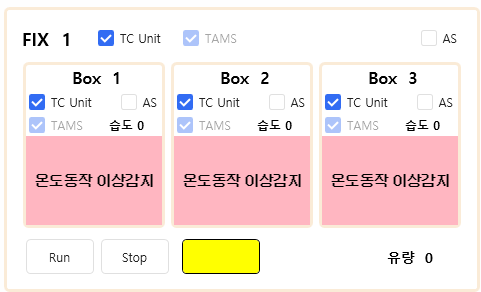 FIX 1 TC Unit TAMS AS
Box 1 Box 2 Box 3
TC Unit AS TC Unit AS TC Unit AS
TAMS 습도 0 TAMS 습도 0 TAMS 습도 0
온도동작 이상감지 온도동작 이상감지 온도동작 이상감지
Run Stop 유량 0